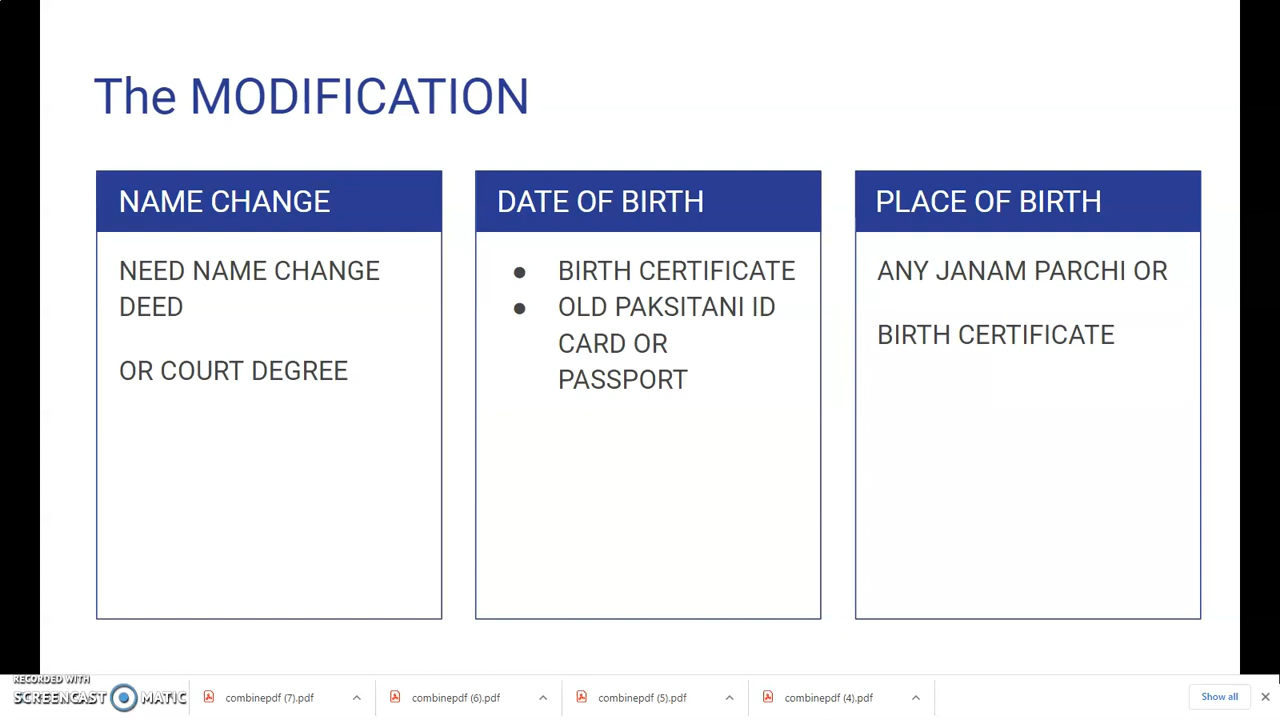 The MODIFICATION
NAME CHANGE
NEED NAME CHANGE
DEED
OR COURT DEGREE
DATE OF BIRTH
● BIRTH CERTIFICATE
● OLD PAKSITANI ID
CARD OR
PASSPORT
PLACE OF BIRTH
ANY JANAM PARCHI OR
BIRTH CERTIFICATE
RECORDED WITH
SCREENCAST MATIC
combinepdf (7).pdf
combinepdf (6).pdf
combinepdf (5).pdf
combinepdf (4).pdf
Show all